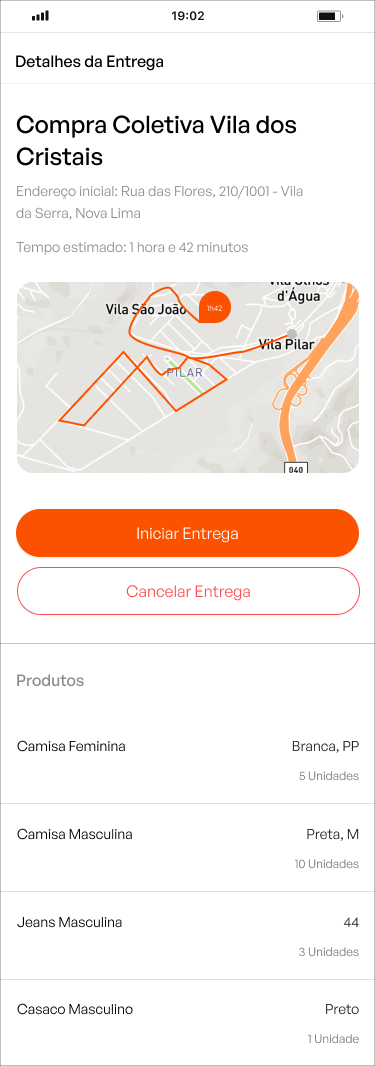 19:02
Detalhes da Entrega
Compra Coletiva Vila dos
Cristais
Endereço inicial: Rua das Flores, 210/1001 - Vila
da Serra, Nova Lima
Tempo estimado: 1 hora e 42 minutos
Vila Olhos
d'Água
Vila São João
1h42
Vila Pilar
PILAR
040
Iniciar Entrega
Cancelar Entrega
Produtos
Camisa Feminina
Branca, PP
5 Unidades
Camisa Masculina
Preta, M
10 Unidades
Jeans Masculina
44
3 Unidades
Casaco Masculino
Preto
1 Unidade